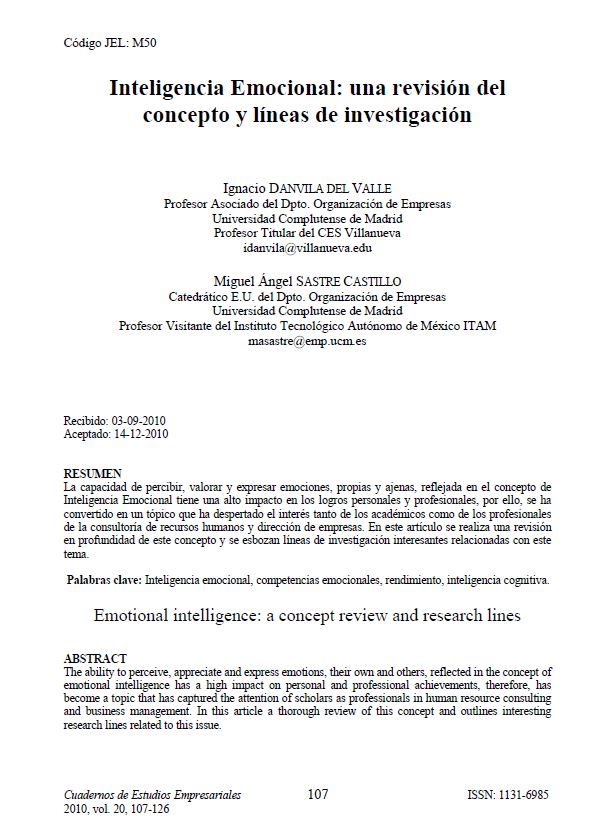 Código JEL: M50
Inteligencia Emocional: una revisión del
concepto y líneas de investigación
Ignacio DANVILA DEL VALLE
Profesor Asociado del Dpto. Organización de Empresas
Universidad Complutense de Madrid
Profesor Titular del CES Villanueva
idanvila@villanueva.edu
Miguel Ángel SASTRE CASTILLO
Catedrático E.U. del Dpto. Organización de Empresas
Universidad Complutense de Madrid
Profesor Visitante del Instituto Tecnológico Autónomo de México ITAM
masastre@emp.ucm.es
Recibido: 03-09-2010
Aceptado: 14-12-2010
RESUMEN
La capacidad de percibir, valorar y expresar emociones, propias y ajenas, reflejada en el concepto de
Inteligencia Emocional tiene una alto impacto en los logros personales y profesionales, por ello, se ha
convertido en un tópico que ha despertado el interés tanto de los académicos como de los profesionales
de la consultoría de recursos humanos y dirección de empresas. En este artículo se realiza una revisión
en profundidad de este concepto y se esbozan líneas de investigación interesantes relacionadas con este
tema.
Palabras clave: Inteligencia emocional, competencias emocionales, rendimiento, inteligencia cognitiva.
Emotional intelligence: a concept review and research lines
ABSTRACT
The ability to perceive, appreciate and express emotions, their own and others, reflected in the concept of
emotional intelligence has a high impact on personal and professional achievements, therefore, has
become a topic that has captured the attention of scholars as professionals in human resource consulting
and business management. In this article a thorough review of this concept and outlines interesting
research lines related to this issue.
Cuadernos de Estudios Empresariales 107 ISSN: 1131-6985
2010, vol. 20, 107-126